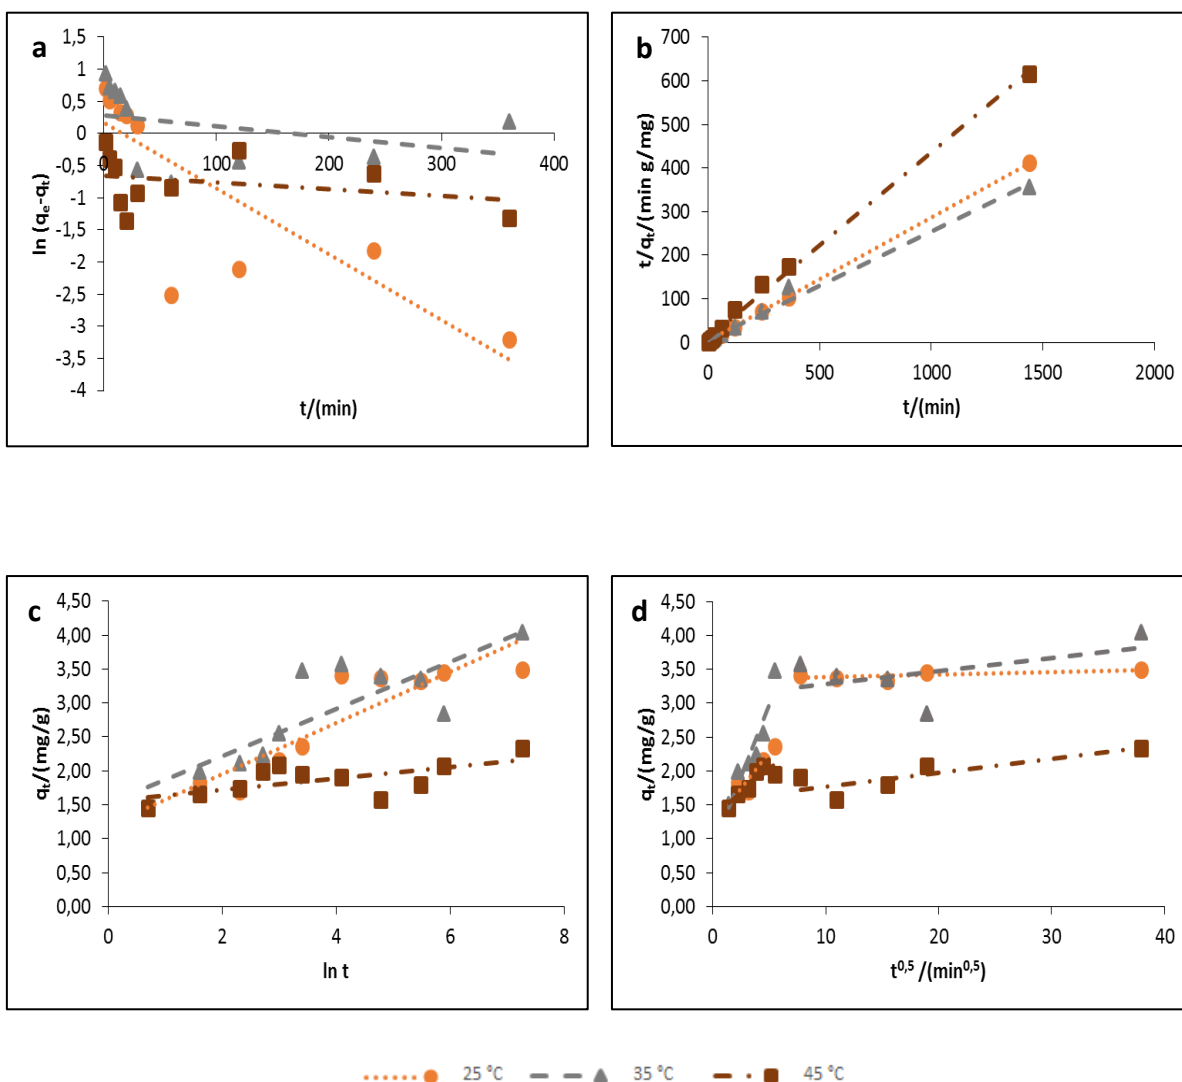 a
1,5
1
0,5
0
-0,5
-1
-1,5
-2
-2,5
-3
-3,5
-4
0 100 200 300 400
ln (qe-qt)
t/(min)
b
700
600
500
400
300
200
100
0
0 500 1000 1500 2000
t/qt/(min g/mg)
t/(min)
c
4,50
4,00
3,50
3,00
2,50
2,00
1,50
1,00
0,50
0,00
0 2 4 6 8
qt/(mg/g)
ln t
d
4,50
4,00
3,50
3,00
2,50
2,00
1,50
1,00
0,50
0,00
0 10 20 30 40
qt/(mg/g)
t0,5 /(min0,5)
25 °C 35 °C 45 °C